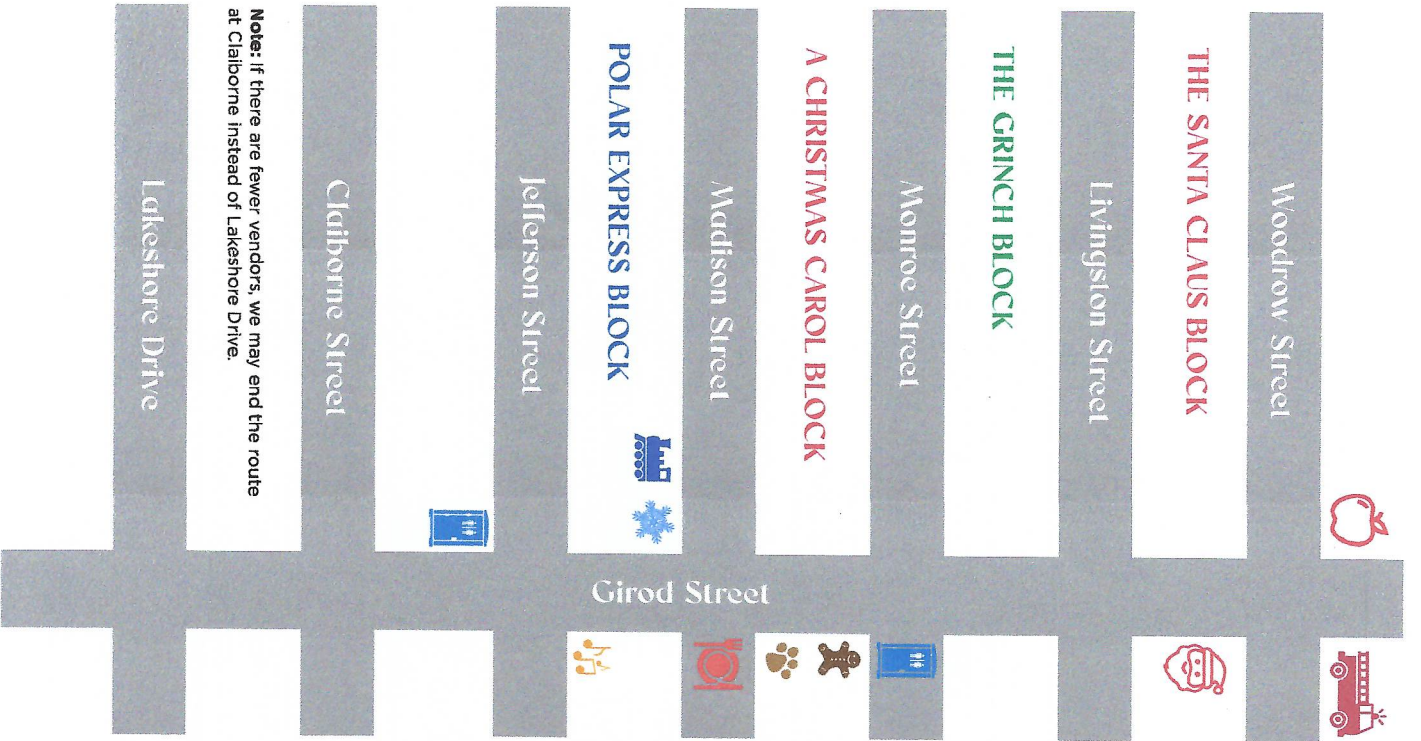 Woodrow Street
THE SANTA CLAUS BLOCK
Livingston Street
THE GRINCH BLOCK
Monroe Street
A CHRISTMAS CAROL BLOCK
Madison Street
Girod Street
POLAR EXPRESS BLOCK
Jefferson Street
Claiborne Street
Note: If there are fewer vendors, we may end the route
at Claiborne instead of Lakeshore Drive.
Lakeshore Drive